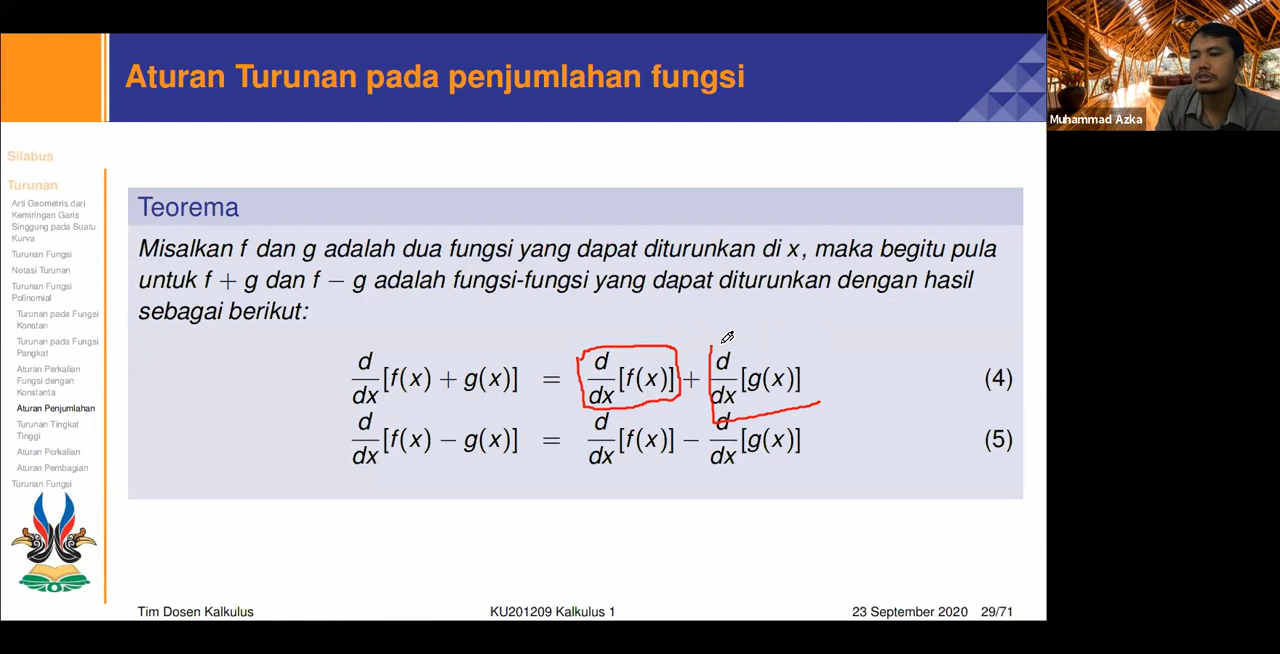 Aturan Turunan pada penjumlahan fungsi
Muhammad Azka
Silabus
Turunan
Arti Geometris dari
Kemiringan Garis
Singgung pada Suatu
Kurva
Turunan Fungsi
Notasi Turunan
Turunan Fungsi
Polinomial
Turunan pada Fungsi
Konstan
Turunan pada Fungsi
Pangkat
Aturan Perkalian
Fungsi dengan
Konstanta
Aturan Penjumlahan
Turunan Tingkat
Tinggi
Aturan Perkalian
Aturan Pembagian
Turunan Fungsi
Teorema
Misalkan f dan g adalah dua fungsi yang dapat diturunkan di x, maka begitu pula
untuk f + g dan f − g adalah fungsi-fungsi yang dapat diturunkan dengan hasil
sebagai berikut:
d/dx [f(x) + g(x)] = d/dx [f(x)] + d/dx [g(x)] (4)
d/dx [f(x) − g(x)] = d/dx [f(x)] − d/dx [g(x)] (5)
Tim Dosen Kalkulus KU201209 Kalkulus 1 23 September 2020 29/71